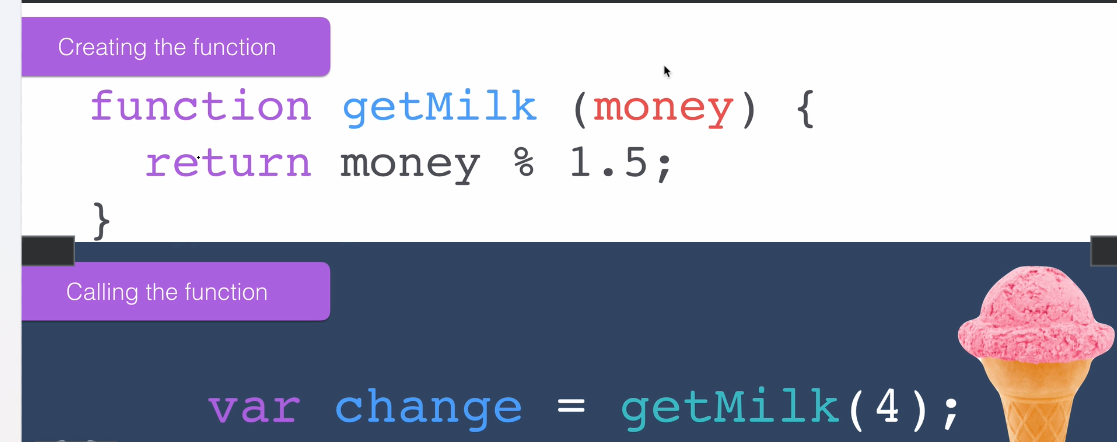 Creating the function
function getMilk (money) {
return money % 1.5;
}
Calling the function
var change = getMilk(4);